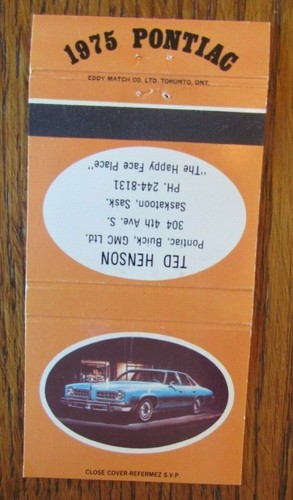 1975 PONTIAC
EDDY MATCH CO. LTD. TORONTO, ONT.
TED HENSON
Pontiac, Buick, GMC Ltd.
304 4th Ave. S.
Saskatoon, Sask.
PH. 244-8131
"The Happy Face Place"
CLOSE COVER-REFERMEZ S.V.P.